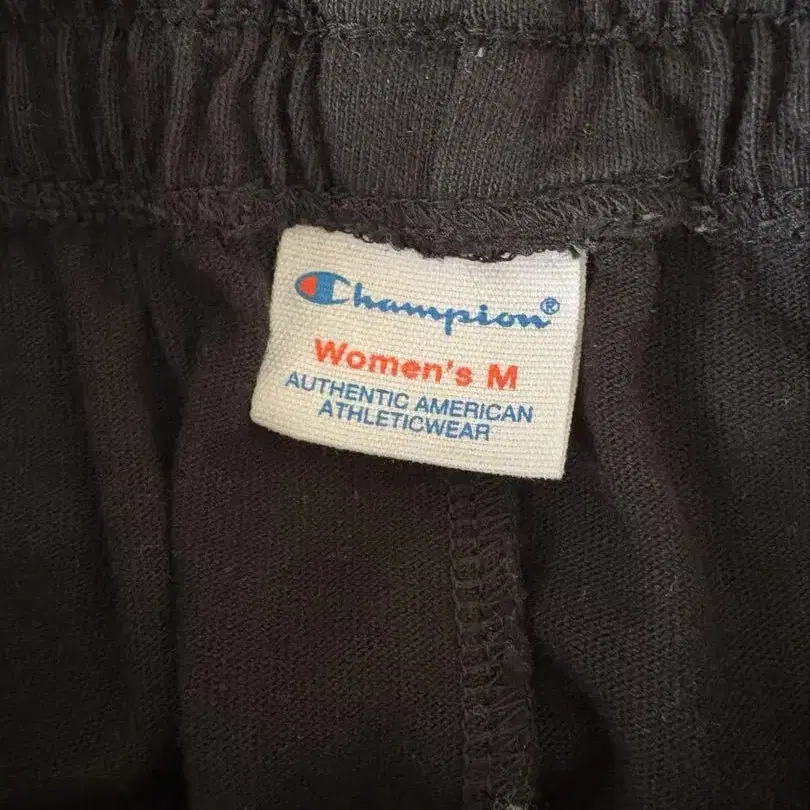 Champion®
Women's M
AUTHENTIC AMERICAN
ATHLETICWEAR